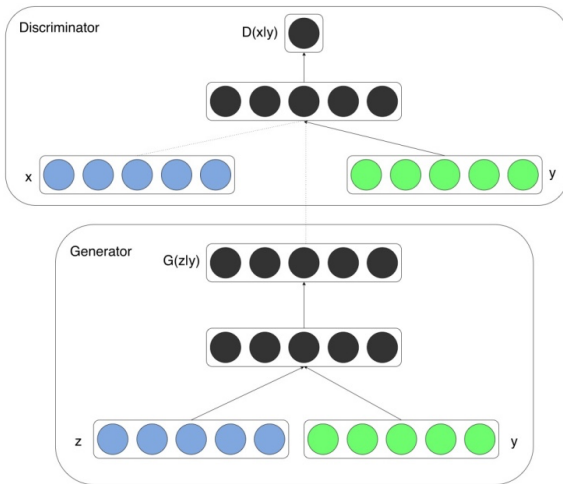 Discriminator
D(x|y)
x
y
Generator
G(z|y)
z
y